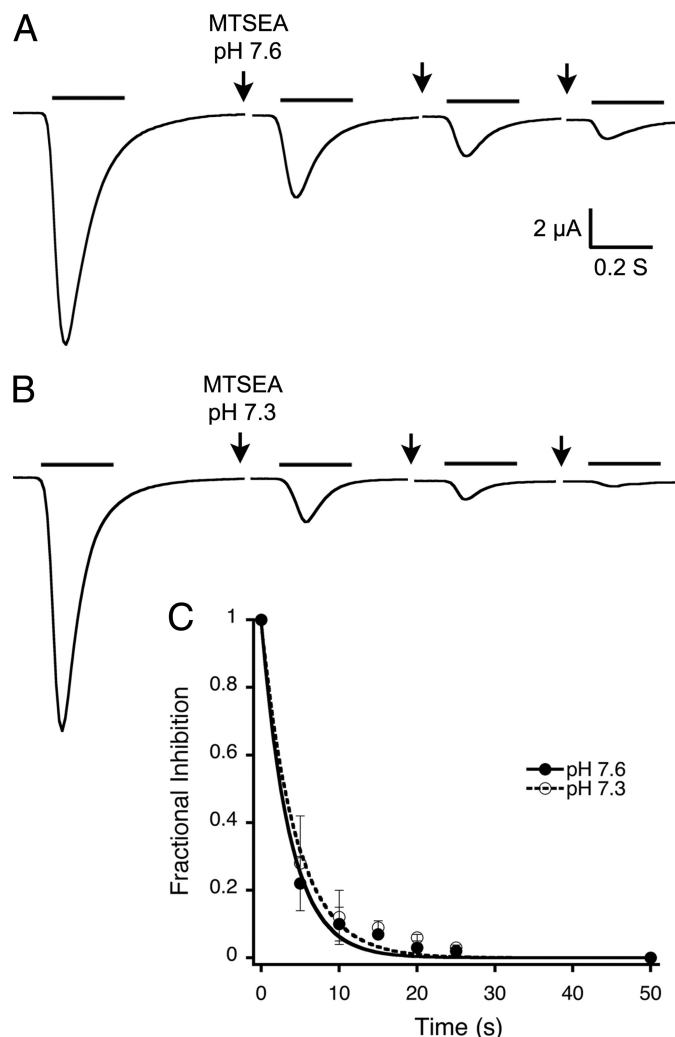 A
MTSEA
pH 7.6
2 µA
0.2 S
B
MTSEA
pH 7.3
C
1
0.8
0.6
0.4
0.2
0
Fractional Inhibition
pH 7.6
pH 7.3
0 10 20 30 40 50
Time (s)